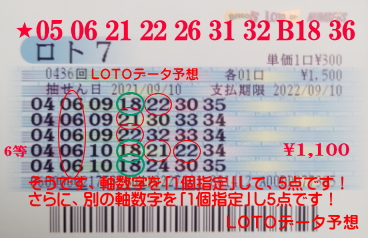 ★05 06 21 22 26 31 32 B18 36
ロト7 単価1口¥300
0436回 LOTOデータ予想 各01口 ¥1,500
抽せん日 2021/09/10 支払期限 2022/09/10
04 06 09 18 22 30 35
04 06 09 21 30 33 34
04 06 09 22 30 33 35
6等 04 06 10 18 21 22 34 ¥1,100
04 06 10 18 30 34 35
そうです、軸数字を「1個指定」して、5点です！
さらに、別の軸数字を「1個指定」し5点です！
LOTOデータ予想